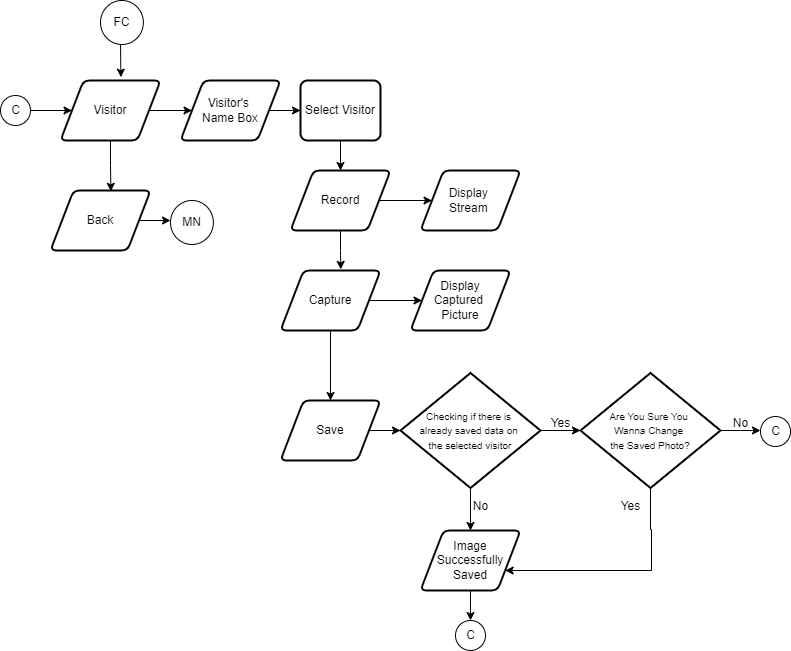 FC
C
Visitor
Visitor's
Name Box
Select Visitor
Back
MN
Record
Display
Stream
Capture
Display
Captured
Picture
Save
Checking if there is
already saved data on
the selected visitor
Yes
Are You Sure You
Wanna Change
the Saved Photo?
No
C
No
Yes
Image
Successfully
Saved
C